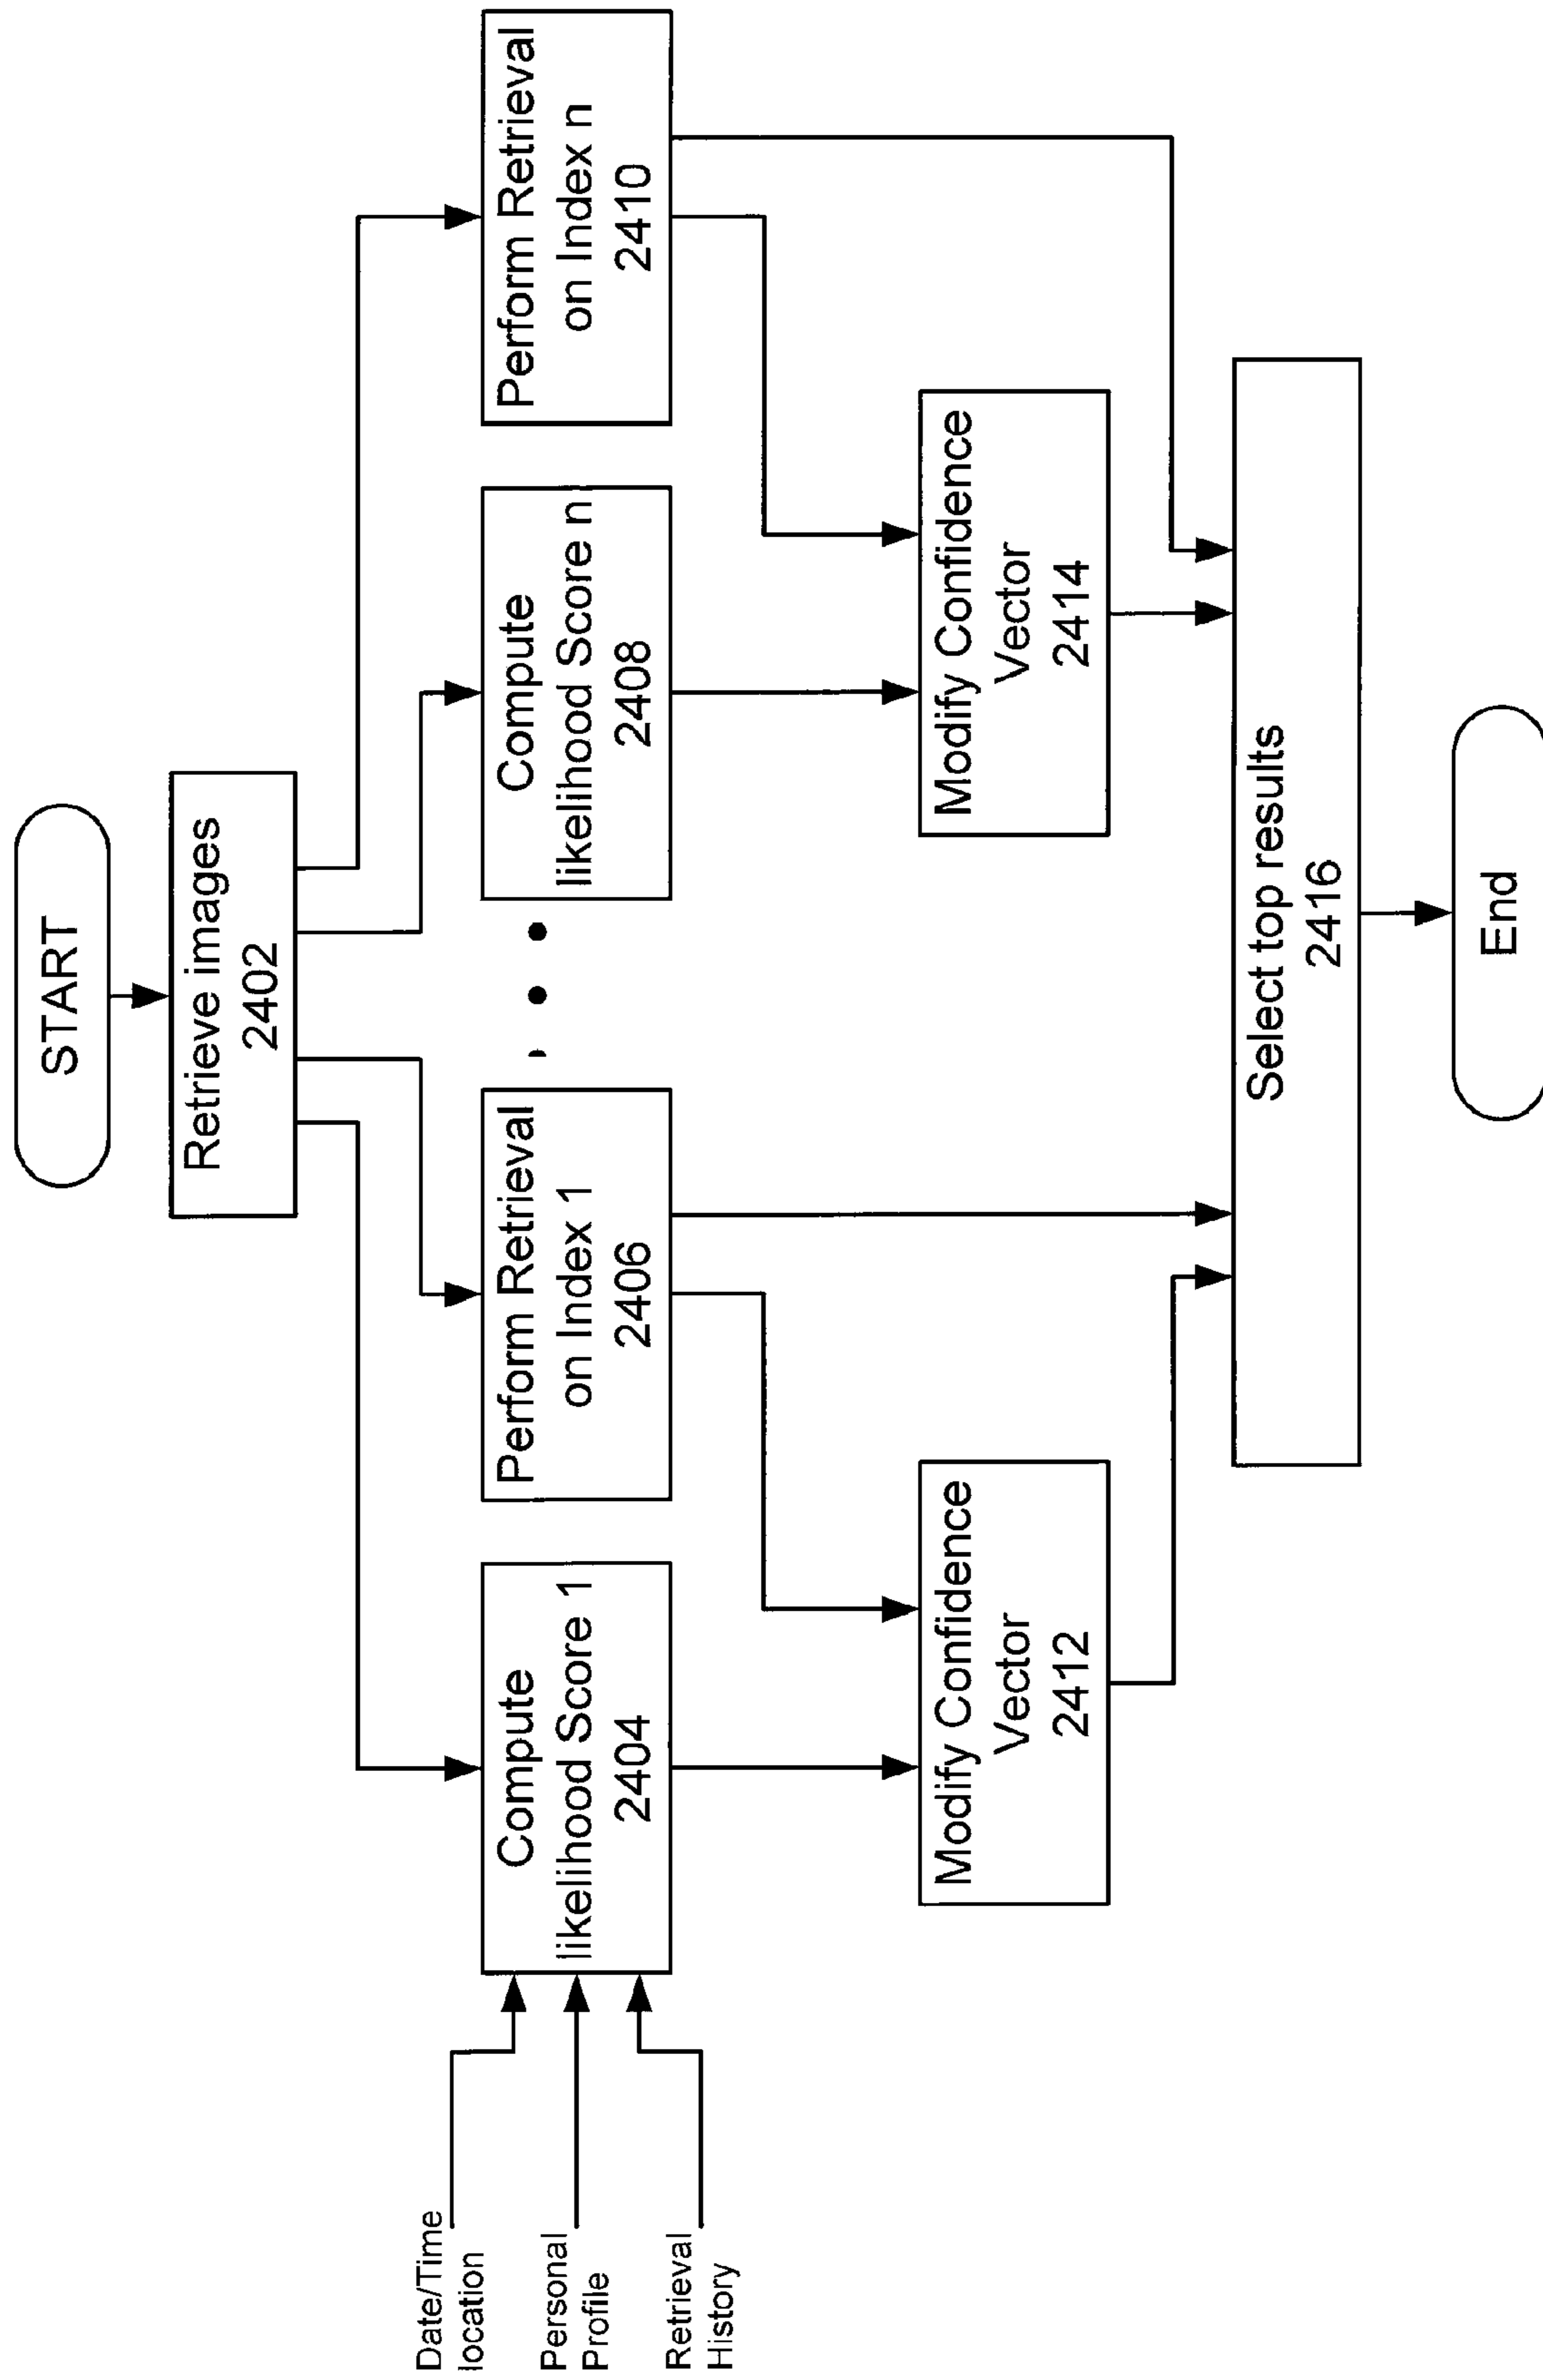 START
Retrieve images
2402
Date/Time
location
Personal
Profile
Retrieval
History
Compute
likelihood Score 1
2404
Perform Retrieval
on Index 1
2406
Compute
likelihood Score n
2408
Perform Retrieval
on Index n
2410
Modify Confidence
Vector
2412
Modify Confidence
Vector
2414
Select top results
2416
End